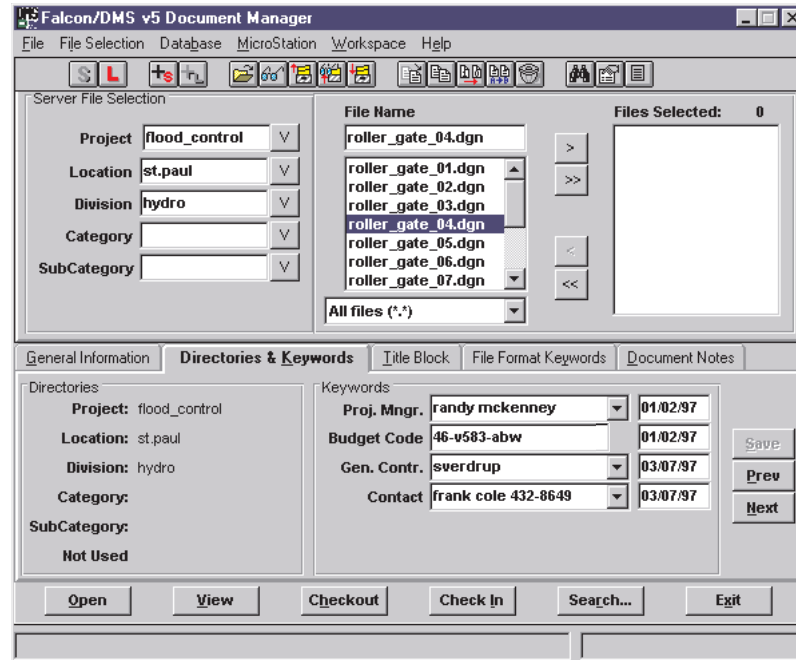 Falcon/DMS v5 Document Manager
File File Selection Database MicroStation Workspace Help
S L +s +L
Server File Selection
Project flood_control V
Location st.paul V
Division hydro V
Category V
SubCategory V
File Name
roller_gate_04.dgn
roller_gate_01.dgn
roller_gate_02.dgn
roller_gate_03.dgn
roller_gate_04.dgn
roller_gate_05.dgn
roller_gate_06.dgn
roller_gate_07.dgn
All files (*.*)
>
>>
<
<<
Files Selected: 0
General Information Directories & Keywords Title Block File Format Keywords Document Notes
Directories
Project: flood_control
Location: st.paul
Division: hydro
Category:
SubCategory:
Not Used
Keywords
Proj. Mngr. randy mckenney 01/02/97
Budget Code 46-v583-abw 01/02/97
Gen. Contr. sverdrup 03/07/97
Contact frank cole 432-8649 03/07/97
Save
Prev
Next
Open View Checkout Check In Search... Exit